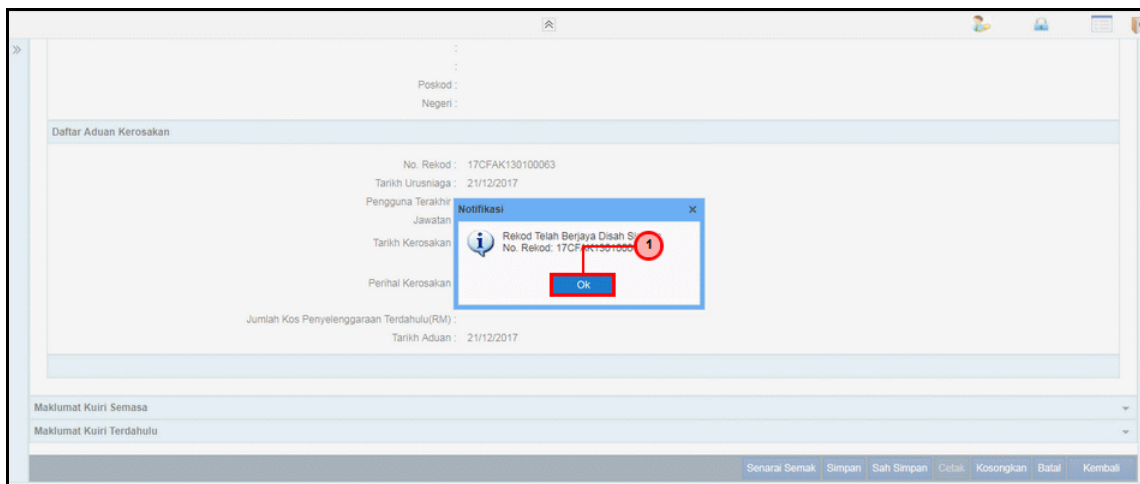 :
:
Poskod :
Negeri :
Daftar Aduan Kerosakan
No. Rekod : 17CFAK130100063
Tarikh Urusniaga : 21/12/2017
Pengguna Terakhir
Jawatan
Tarikh Kerosakan
Perihal Kerosakan
Notifikasi ×
Rekod Telah Berjaya Disah
No. Rekod:
1
Ok
Jumlah Kos Penyelenggaraan Terdahulu(RM) :
Tarikh Aduan : 21/12/2017
Maklumat Kuiri Semasa
Maklumat Kuiri Terdahulu
Senarai Semak Simpan Sah Simpan Cetak Kosongkan Batal Kembali